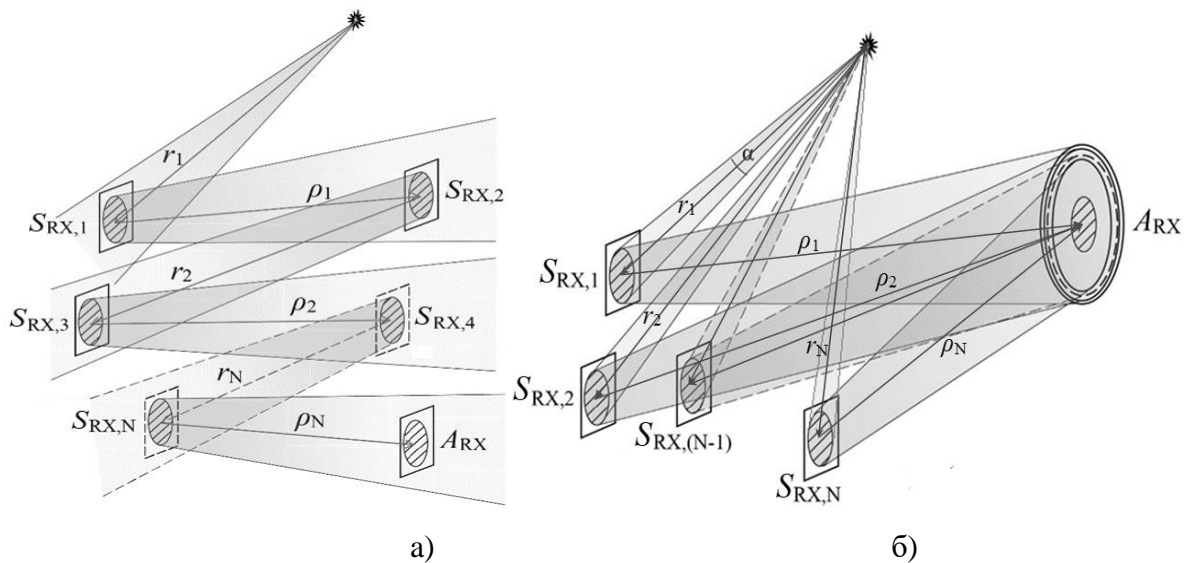 r1
ρ1
SRX,1
SRX,2
r2
ρ2
SRX,3
SRX,4
rN
SRX,N
ρN
ARX
а)
α
r1
ρ1
ARX
SRX,1
ρ2
r2
rN
ρN
SRX,2
SRX,(N-1)
SRX,N
б)